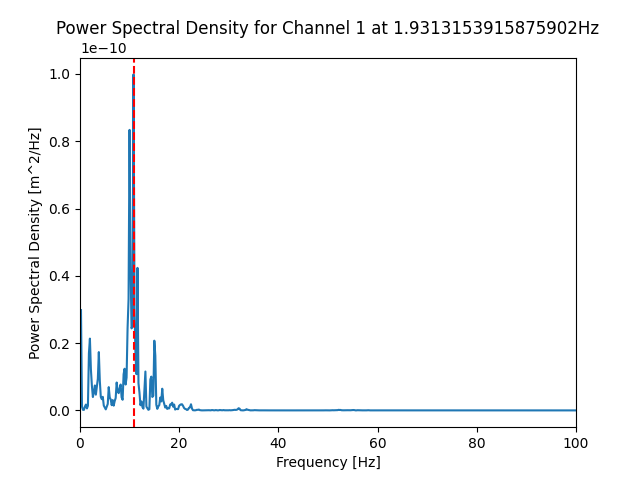 Power Spectral Density for Channel 1 at 1.9313153915875902Hz
1e−10
1.0
0.8
0.6
0.4
0.2
0.0
Power Spectral Density [m^2/Hz]
0 20 40 60 80 100
Frequency [Hz]